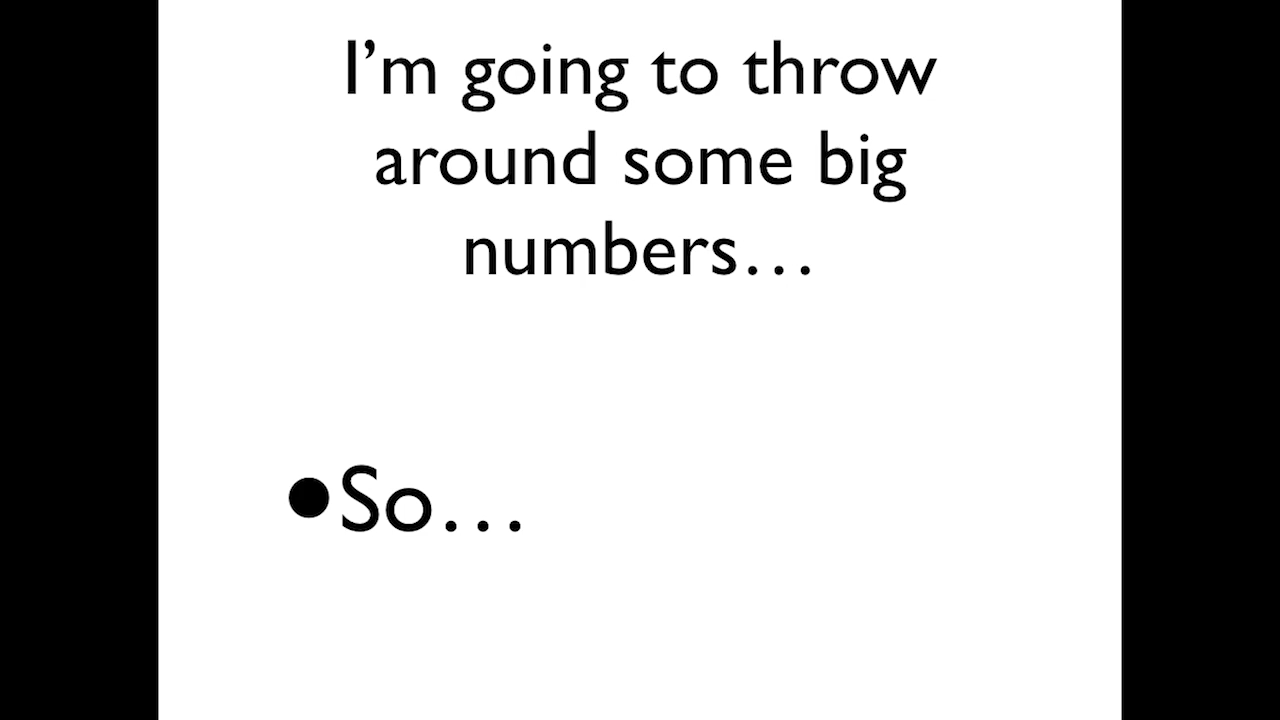 I’m going to throw
around some big
numbers…
•So…